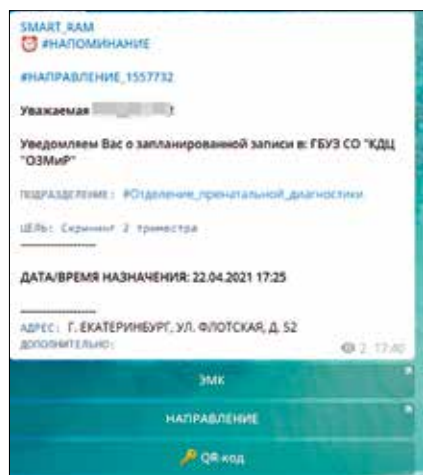 SMART_RAM
⏰ #НАПОМИНАНИЕ
#НАПРАВЛЕНИЕ_1557732
Уважаемая !
Уведомляем Вас о запланированной записи в: ГБУЗ СО "КДЦ
"ОЗМиР"
ПОДРАЗДЕЛЕНИЕ: #Отделение_пренатальной_диагностики
ЦЕЛЬ: Скрининг 2 триместра
------------------
ДАТА/ВРЕМЯ НАЗНАЧЕНИЯ: 22.04.2021 17:25
------------------
АДРЕС: Г. ЕКАТЕРИНБУРГ, УЛ. ФЛОТСКАЯ, Д. 52
ДОПОЛНИТЕЛЬНО:
2 17:40
ЭМК
НАПРАВЛЕНИЕ
🔑 QR-код